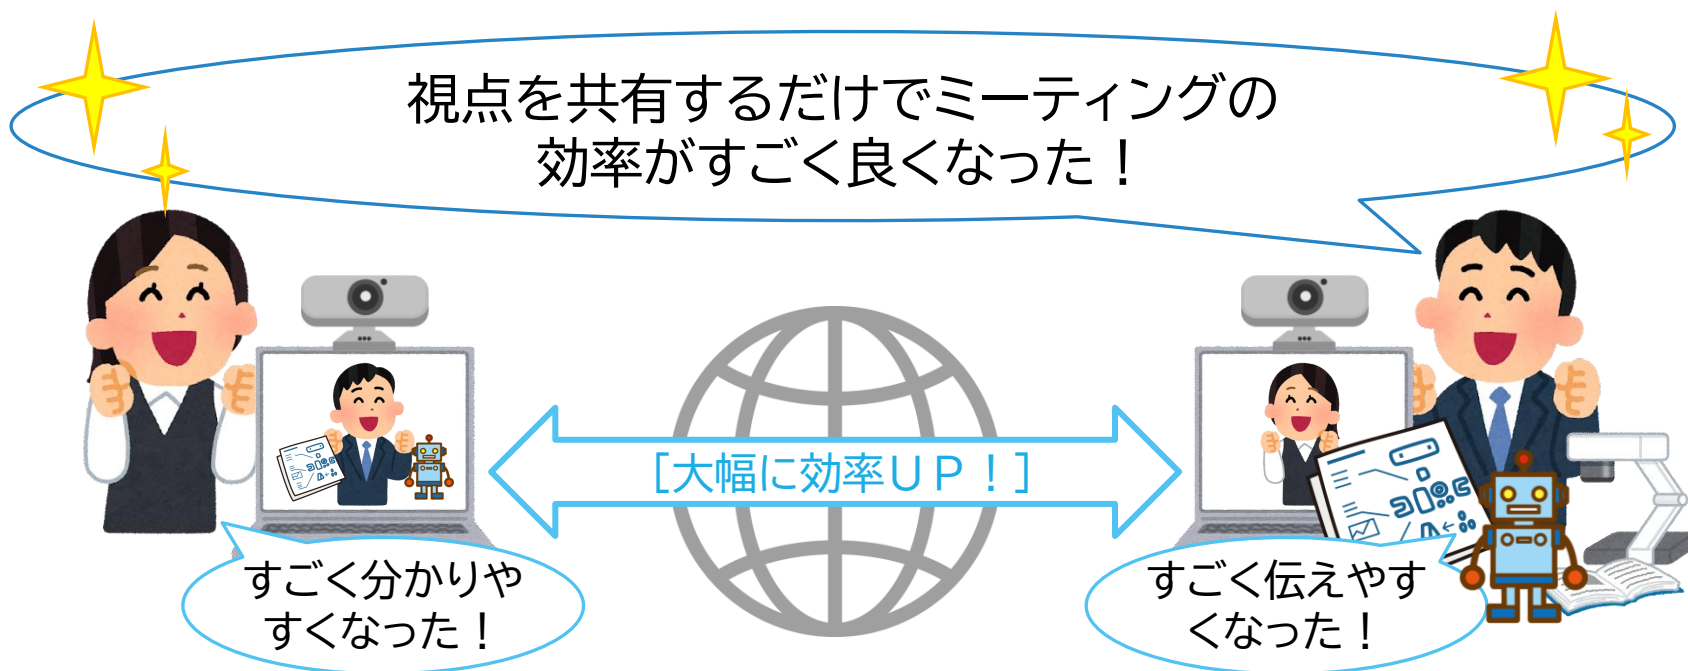 視点を共有するだけでミーティングの
効率がすごく良くなった！
［大幅に効率ＵＰ！］
すごく分かりや
すくなった！
すごく伝えやす
くなった！